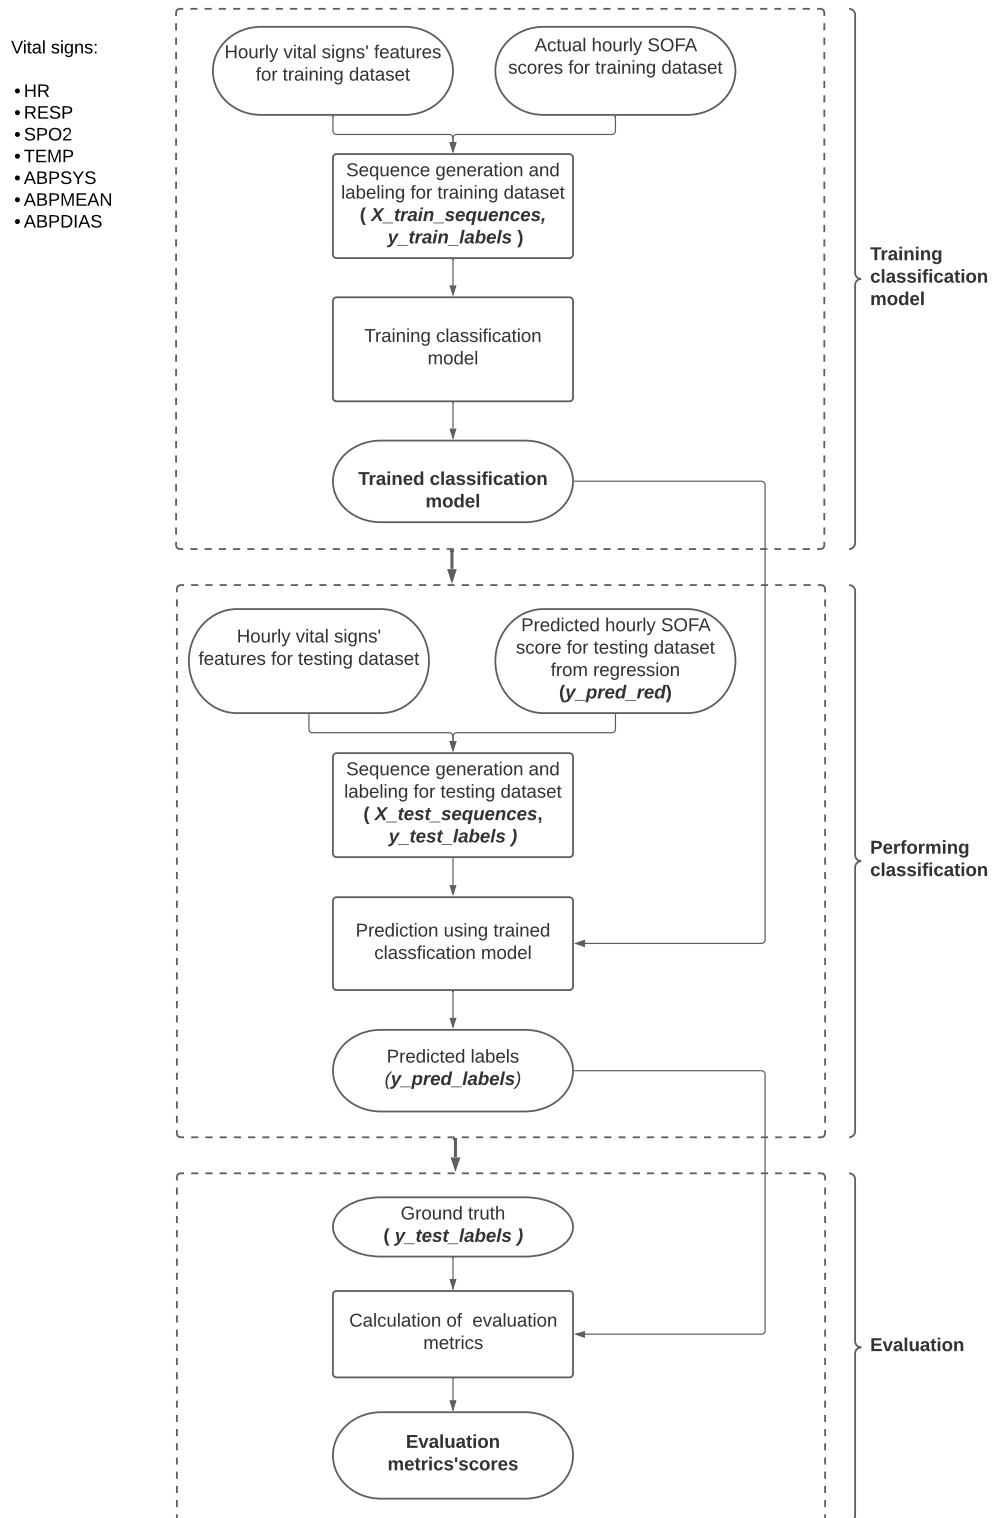 Vital signs:
• HR
• RESP
• SPO2
• TEMP
• ABPSYS
• ABPMEAN
• ABPDIAS
Hourly vital signs' features
for training dataset
Actual hourly SOFA
scores for training dataset
Sequence generation and
labeling for training dataset
( X_train_sequences,
y_train_labels )
Training classification
model
Trained classification
model
Training
classification
model
Hourly vital signs'
features for testing dataset
Predicted hourly SOFA
score for testing dataset
from regression
(y_pred_red)
Sequence generation and
labeling for testing dataset
( X_test_sequences,
y_test_labels )
Prediction using trained
classfication model
Predicted labels
(y_pred_labels)
Performing
classification
Ground truth
( y_test_labels )
Calculation of  evaluation
metrics
Evaluation
metrics'scores
Evaluation